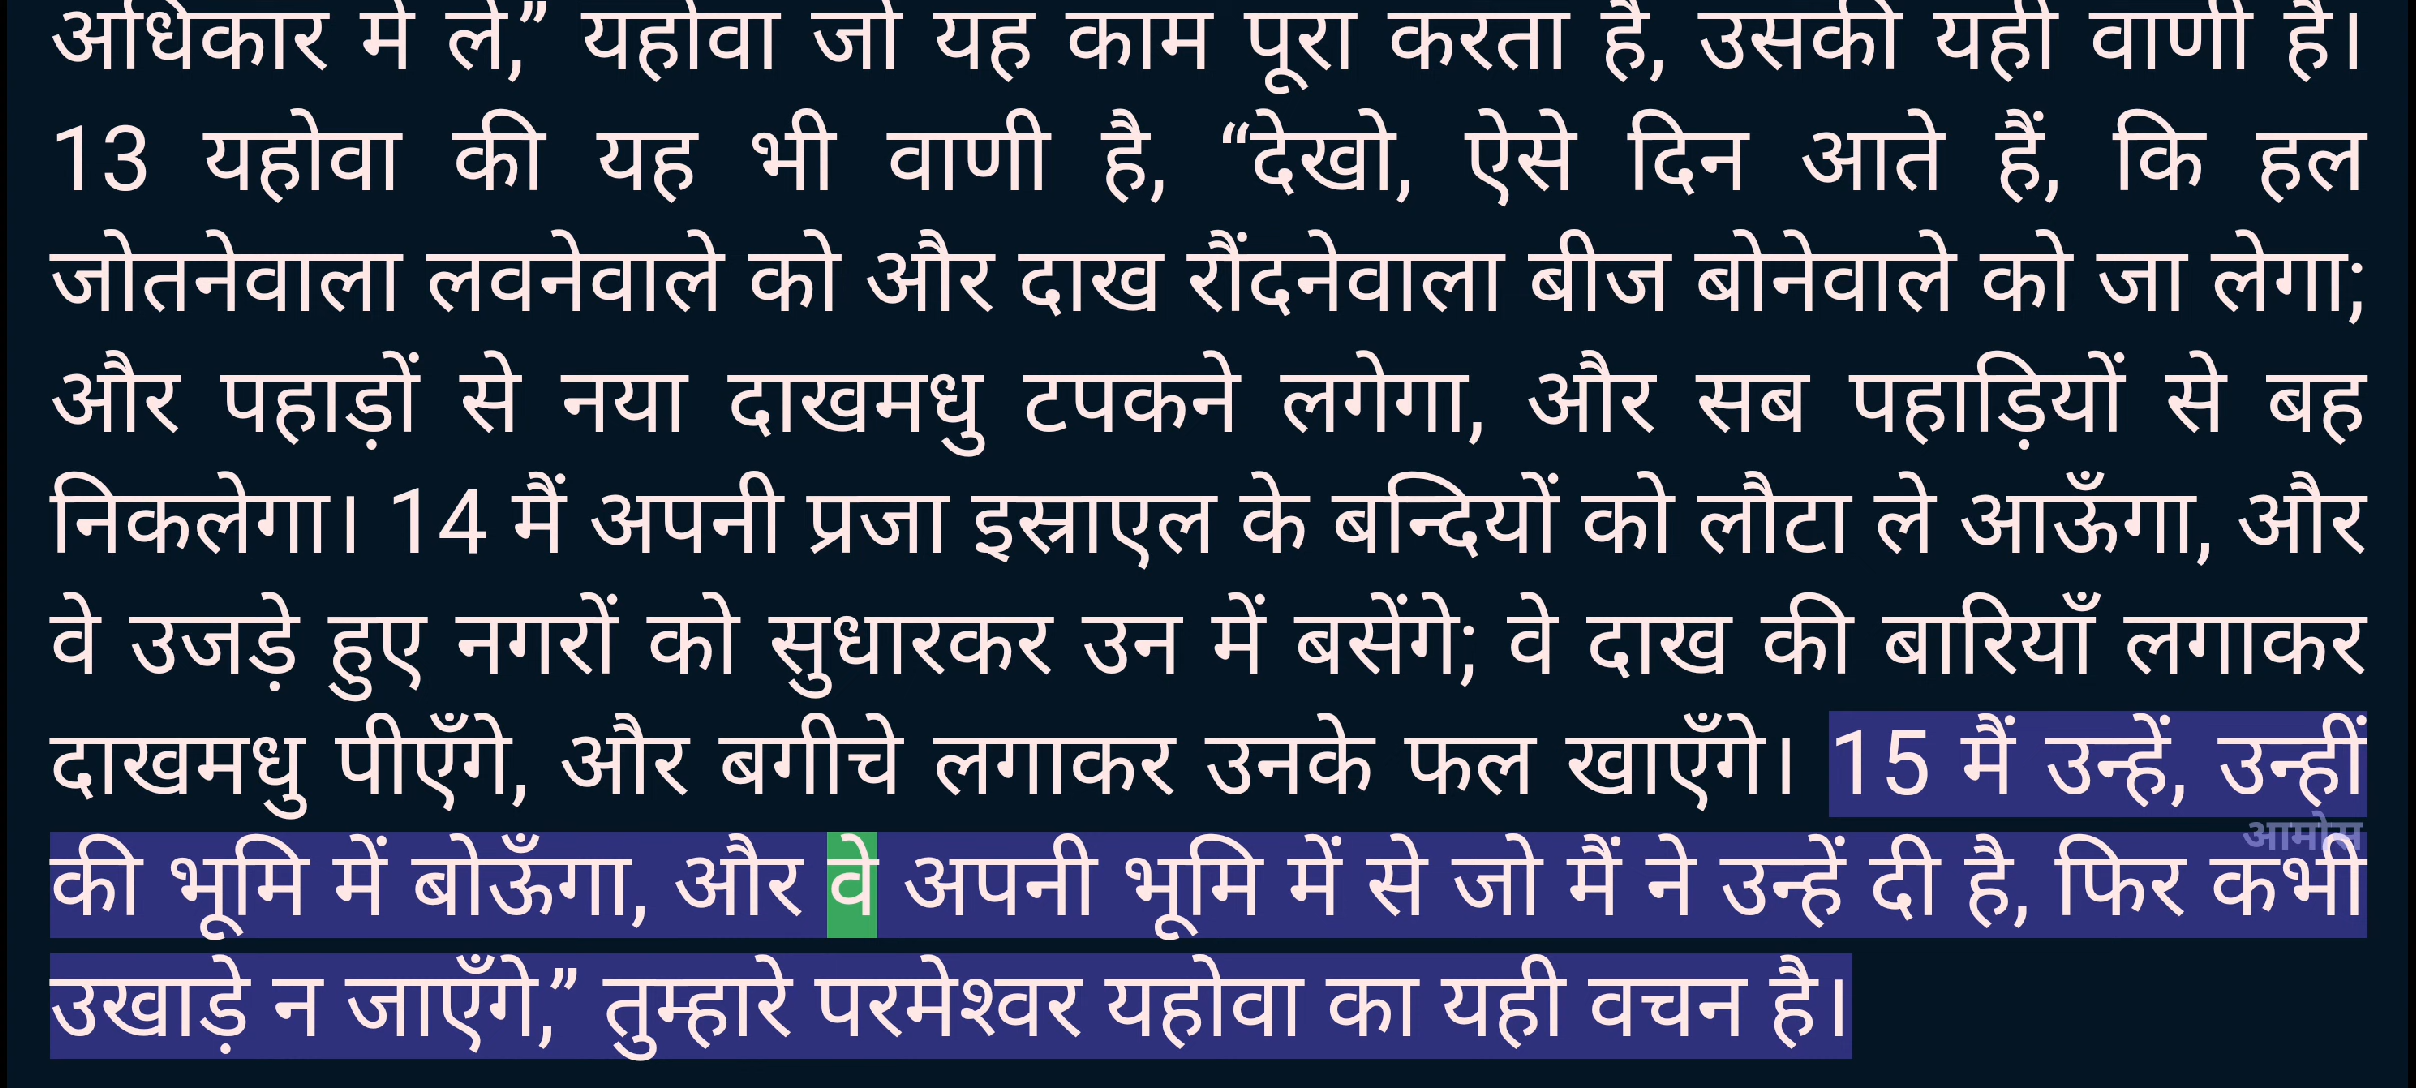 अधिकार में ले,” यहोवा जो यह काम पूरा करता है, उसकी यही वाणी है।
13 यहोवा की यह भी वाणी है, “देखो, ऐसे दिन आते हैं, कि हल
जोतनेवाला लवनेवाले को और दाख रौंदनेवाला बीज बोनेवाले को जा लेगा;
और पहाड़ों से नया दाखमधु टपकने लगेगा, और सब पहाड़ियों से बह
निकलेगा। 14 मैं अपनी प्रजा इस्राएल के बन्दियों को लौटा ले आऊँगा, और
वे उजड़े हुए नगरों को सुधारकर उन में बसेंगे; वे दाख की बारियाँ लगाकर
दाखमधु पीएँगे, और बगीचे लगाकर उनके फल खाएँगे। 15 मैं उन्हें, उन्हीं
आमोस
की भूमि में बोऊँगा, और वे अपनी भूमि में से जो मैं ने उन्हें दी है, फिर कभी
उखाड़े न जाएँगे,” तुम्हारे परमेश्वर यहोवा का यही वचन है।